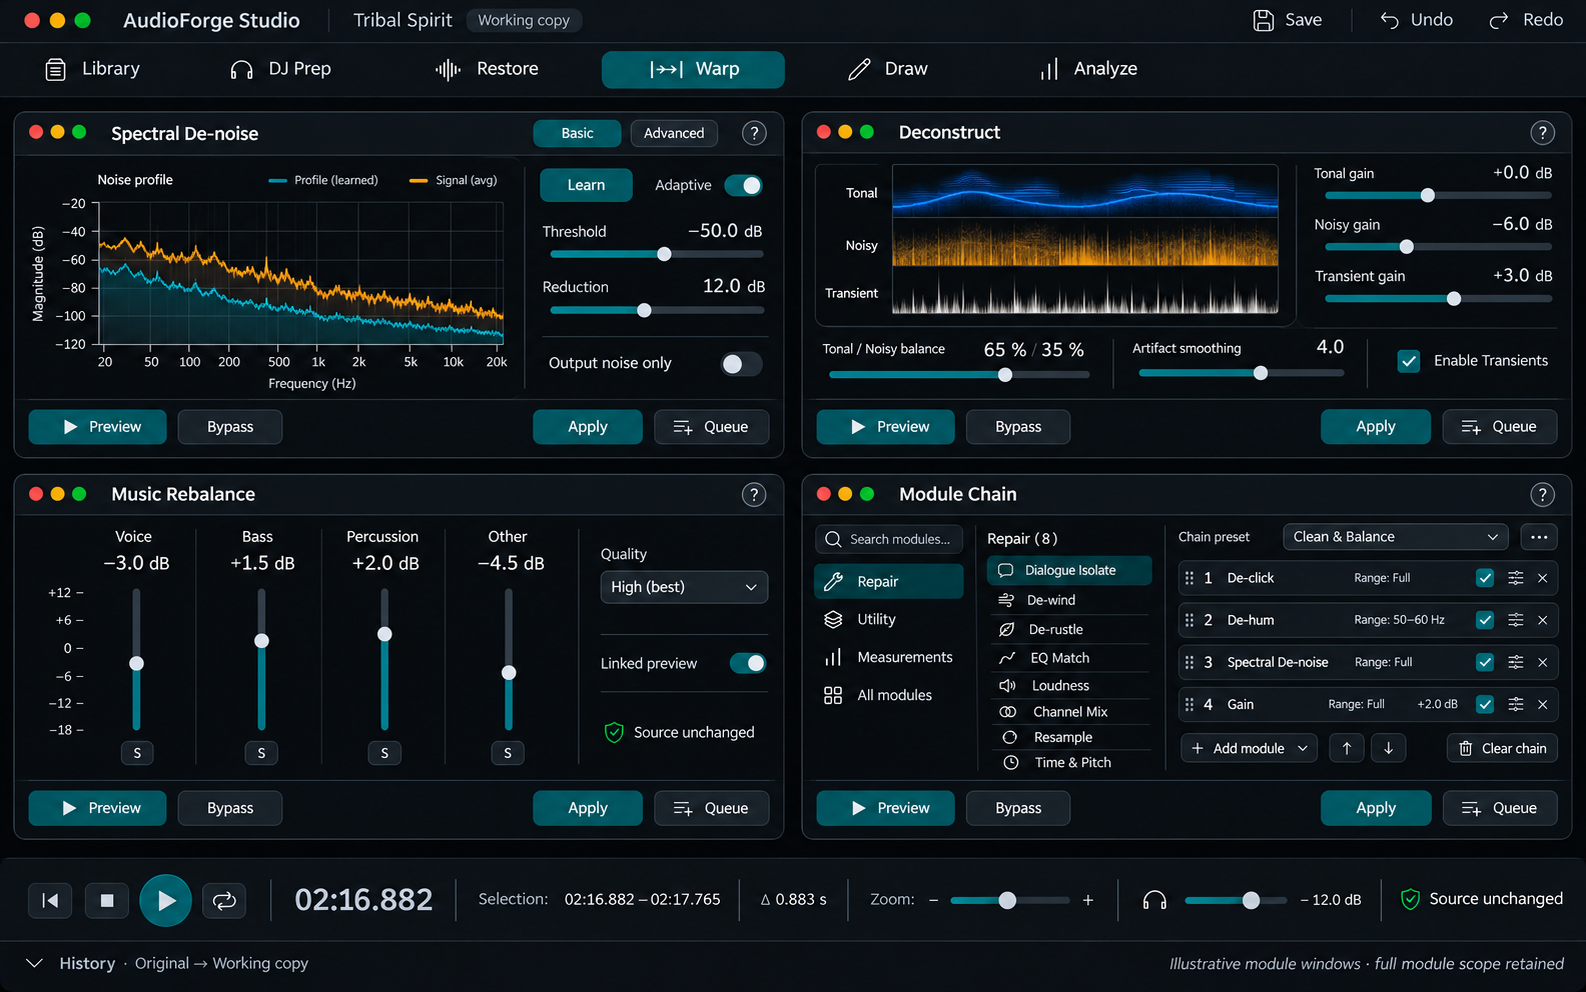 AudioForge Studio Tribal Spirit Working copy Save Undo Redo
Library DJ Prep Restore Warp Draw Analyze
Spectral De-noise Basic Advanced ?
Noise profile Profile (learned) Signal (avg)
Magnitude (dB)
−20
−40
−60
−80
−100
−120
20 50 100 200 500 1k 2k 5k 10k 20k
Frequency (Hz)
Learn Adaptive
Threshold −50.0 dB
Reduction 12.0 dB
Output noise only
Preview Bypass Apply Queue
Deconstruct ?
Tonal
Noisy
Transient
Tonal gain +0.0 dB
Noisy gain −6.0 dB
Transient gain +3.0 dB
Tonal / Noisy balance 65 % / 35 %
Artifact smoothing 4.0
Enable Transients
Preview Bypass Apply Queue
Music Rebalance ?
Voice Bass Percussion Other
−3.0 dB +1.5 dB +2.0 dB −4.5 dB
+12
+6
0
−6
−12
−18
S S S S
Quality
High (best)
Linked preview
Source unchanged
Preview Bypass Apply Queue
Module Chain ?
Search modules...
Repair
Utility
Measurements
All modules
Repair (8)
Dialogue Isolate
De-wind
De-rustle
EQ Match
Loudness
Channel Mix
Resample
Time & Pitch
Chain preset Clean & Balance ...
1 De-click Range: Full
2 De-hum Range: 50–60 Hz
3 Spectral De-noise Range: Full
4 Gain Range: Full +2.0 dB
+ Add module ↑ ↓ Clear chain
Preview Bypass Apply Queue
02:16.882 Selection: 02:16.882 – 02:17.765 Δ 0.883 s Zoom: − + − 12.0 dB Source unchanged
History · Original → Working copy
Illustrative module windows · full module scope retained